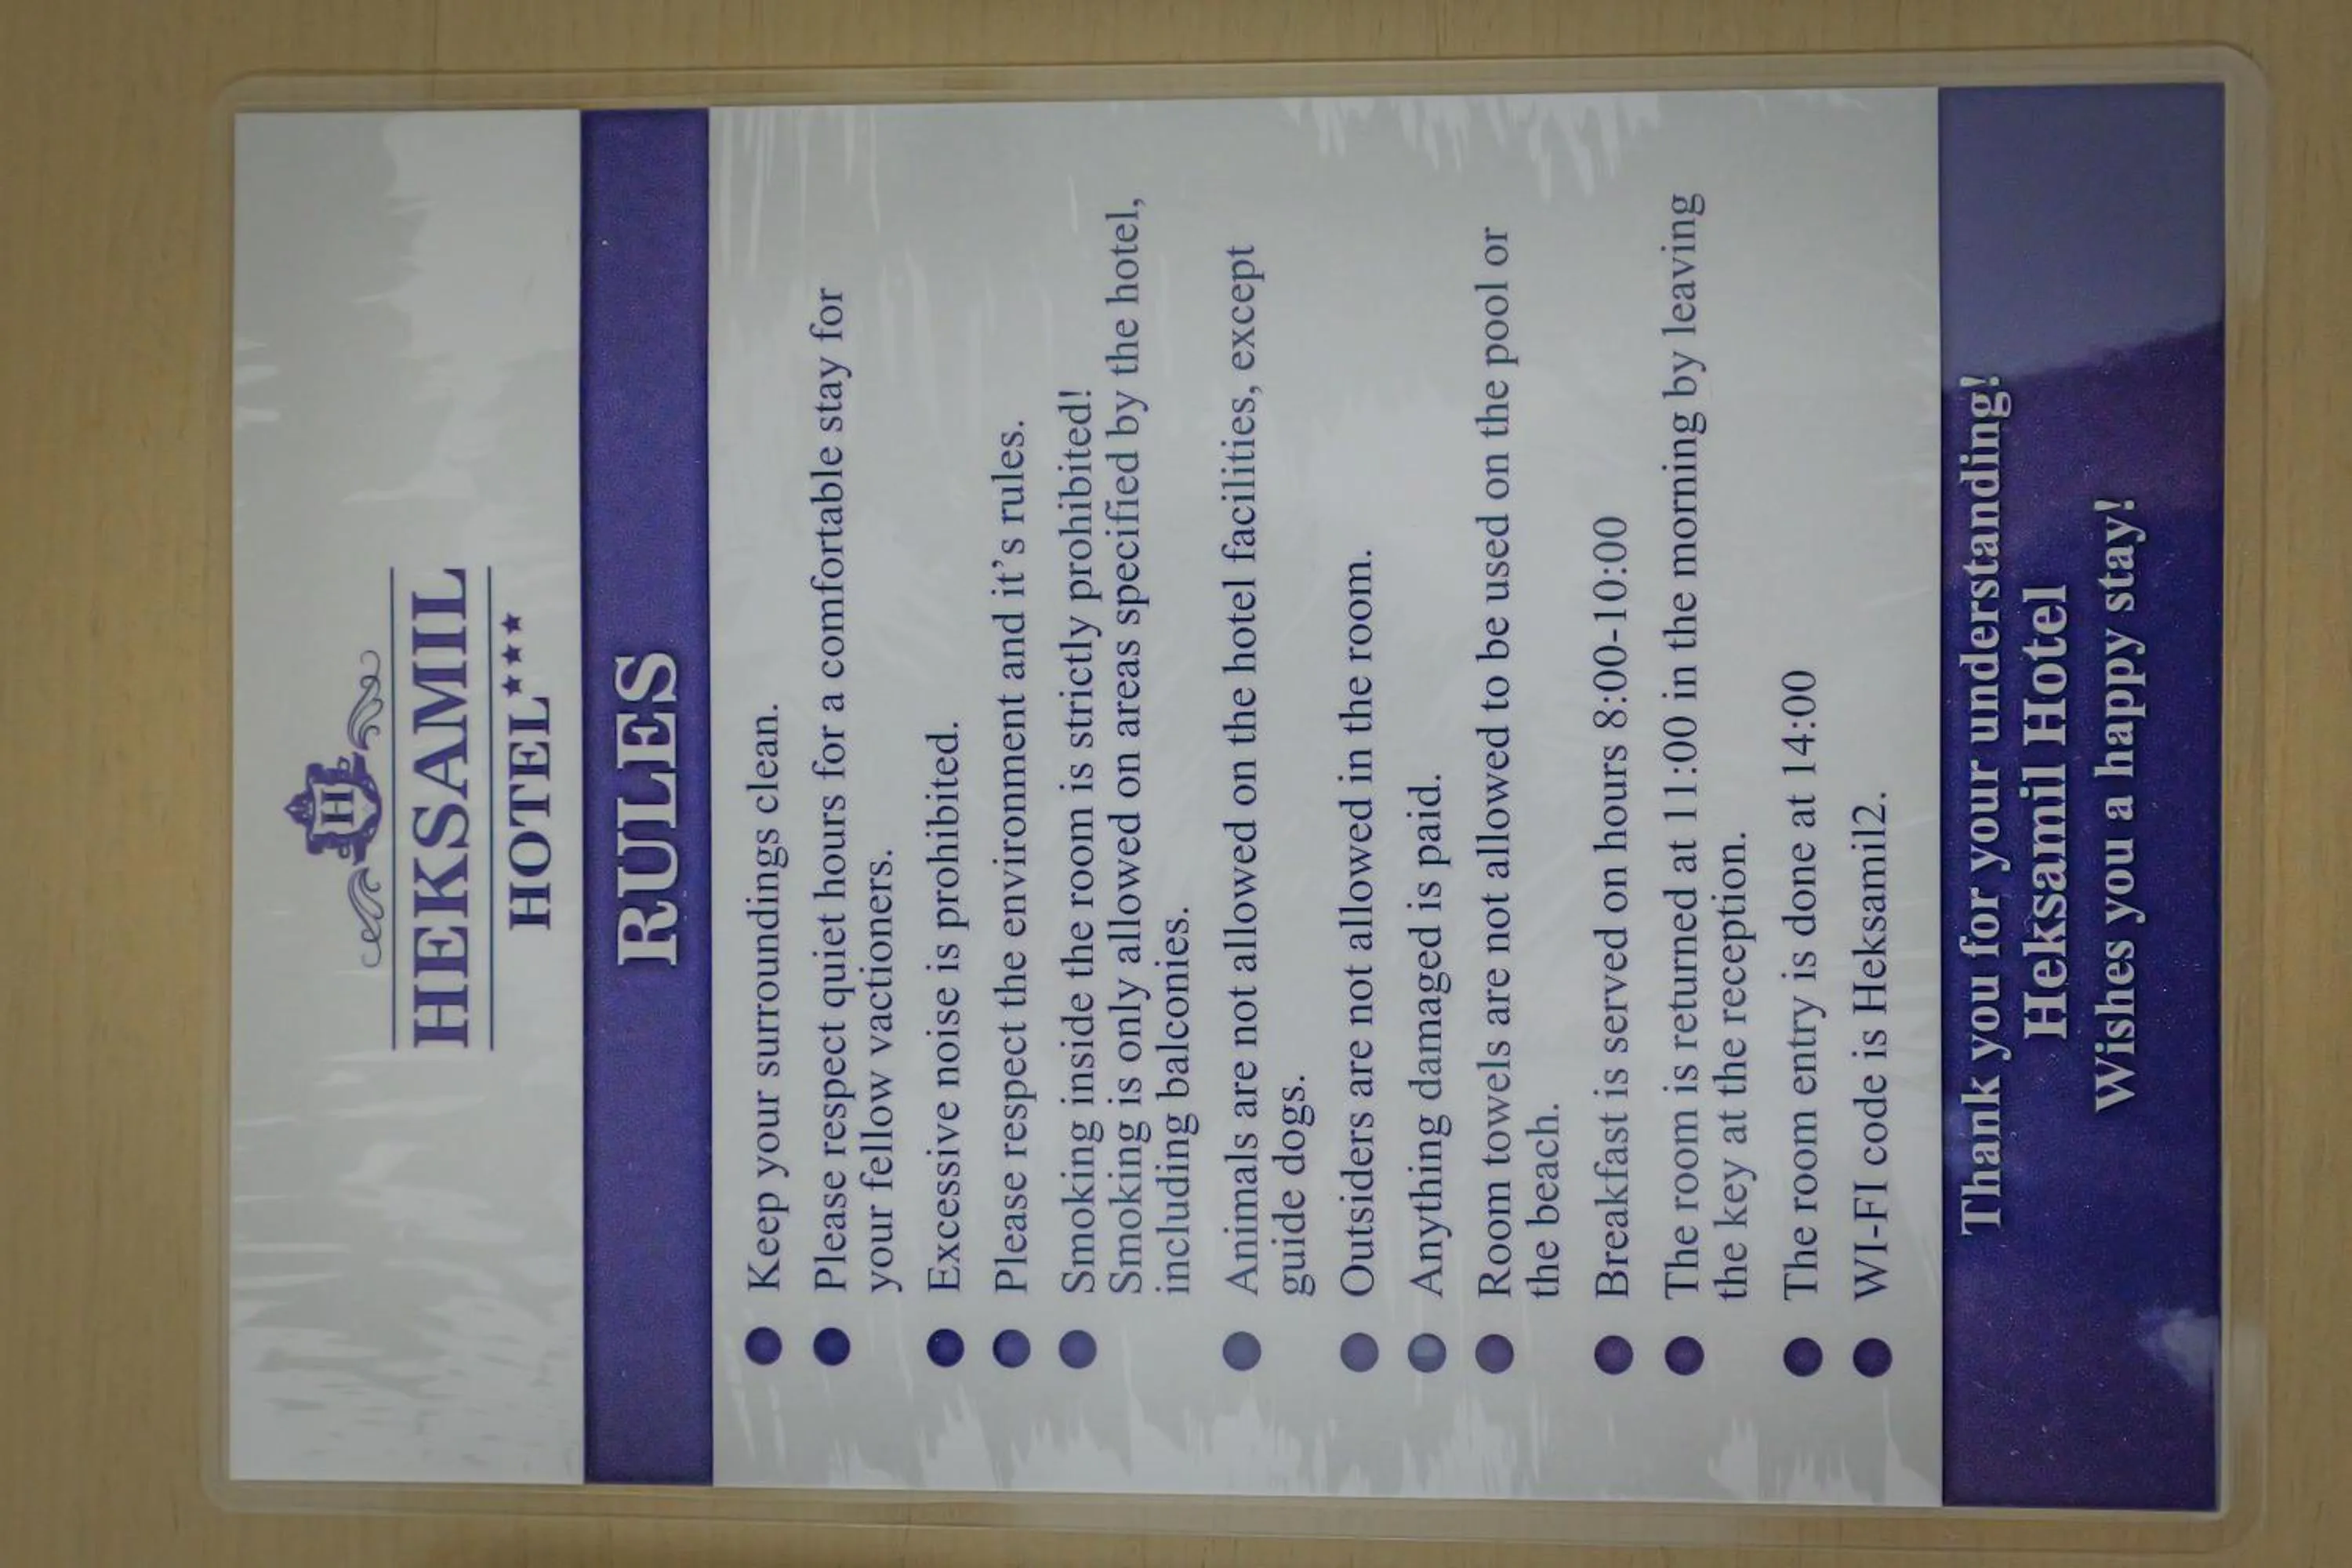 H
HEKSAMIL
HOTEL★★★★
RULES
● Keep your surroundings clean.
● Please respect quiet hours for a comfortable stay for
your fellow vactioners.
● Excessive noise is prohibited.
● Please respect the environment and it's rules.
● Smoking inside the room is strictly prohibited!
Smoking is only allowed on areas specified by the hotel,
including balconies.
● Animals are not allowed on the hotel facilities, except
guide dogs.
● Outsiders are not allowed in the room.
● Anything damaged is paid.
● Room towels are not allowed to be used on the pool or
the beach.
● Breakfast is served on hours 8:00-10:00
● The room is returned at 11:00 in the morning by leaving
the key at the reception.
● The room entry is done at 14:00
● WI-FI code is Heksamil2.
Thank you for your understanding!
Heksamil Hotel
Wishes you a happy stay!